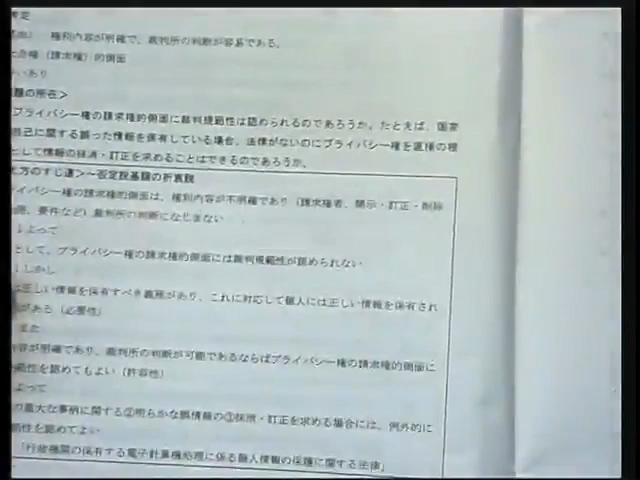 肯定
権利内容が明確で、裁判所の判断が容易である。
権(請求権)的側面
いあり
題の所在>
プライバシー権の請求権的側面に裁判規範性は認められるのであろうか。たとえば、国家
自己に関する誤った情報を保有している場合、法律がないのにプライバシー権を直接の根
として情報の抹消・訂正を求めることはできるのであろうか。
え方のすじ道>~否定説基調の折衷説
イバシー権の請求権的側面は、権利内容が不明確であり(請求権者、開示・訂正・削除
囲、要件など)裁判所の判断になじまない
↓よって
として、プライバシー権の請求権的側面には裁判規範性が認められない
↓しかし
は正しい情報を保有すべき義務があり、これに対応して個人には正しい情報を保有され
がある(必要性)
また
内容が明確であり、裁判所の判断が可能であるならばプライバシー権の請求権的側面に
範性を認めてもよい(許容性)
よって
の重大な事柄に関する②明らかな誤情報の③抹消・訂正を求める場合には、例外的に
範性を認めてよい
「行政機関の保有する電子計算機処理に係る個人情報の保護に関する法律」